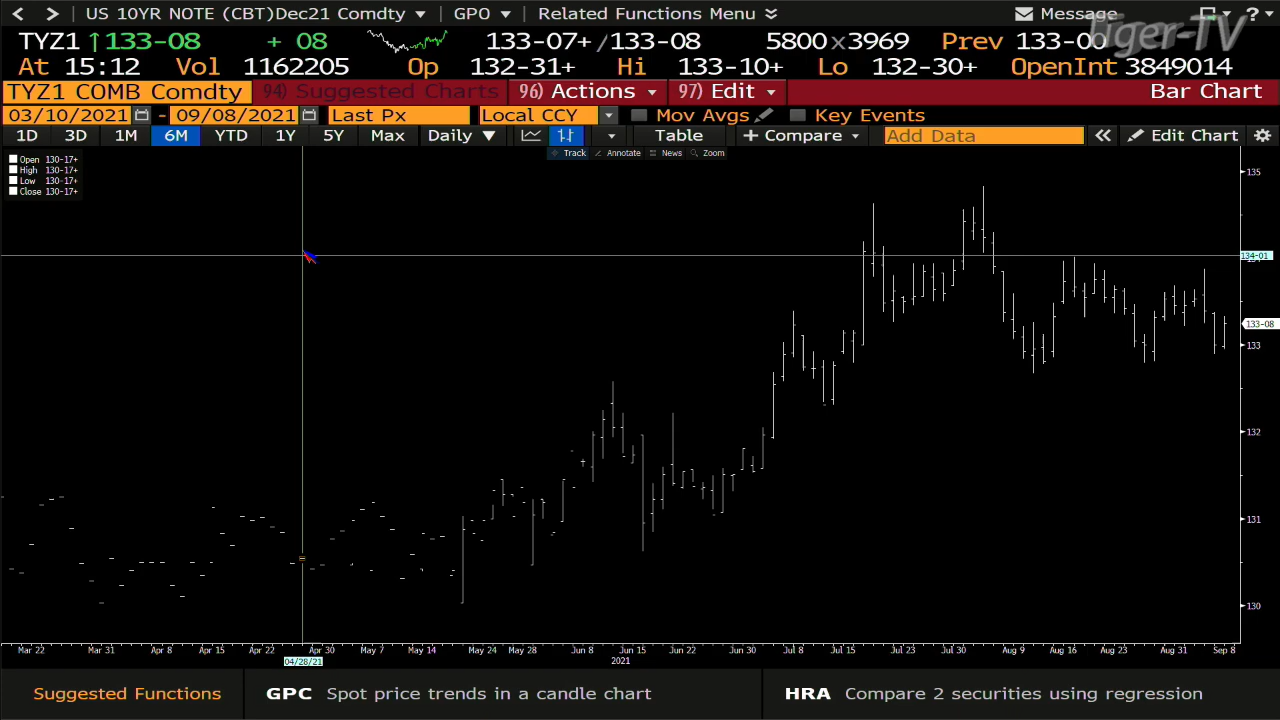 US 10YR NOTE (CBT)Dec21 Comdty GPO Related Functions Menu Message ?
Tiger-TV
TYZ1 ↑133-08 + 08 133-07+/133-08 5800x3969 Prev 133-00
At 15:12 Vol 1162205 Op 132-31+ Hi 133-10+ Lo 132-30+ OpenInt 3849014
TYZ1 COMB Comdty 94) Suggested Charts 96) Actions 97) Edit Bar Chart
03/10/2021 - 09/08/2021 Last Px Local CCY Mov Avgs Key Events
1D 3D 1M 6M YTD 1Y 5Y Max Daily ▼ Table + Compare Add Data « Edit Chart
Track Annotate News Zoom
Open 130-17+
High 130-17+
Low 130-17+
Close 130-17+
135
134-01
133-08
133
132
131
130
Mar 22 Mar 31 Apr 8 Apr 15 Apr 22 Apr 30 May 7 May 14 May 28 Jun 8 Jun 15 Jun 22 Jun 30 Jul 8 Jul 15 Jul 23 Jul 30 Aug 9 Aug 16 Aug 23 Aug 31 Sep 8
04/28/21 2021
Suggested Functions GPC Spot price trends in a candle chart HRA Compare 2 securities using regression